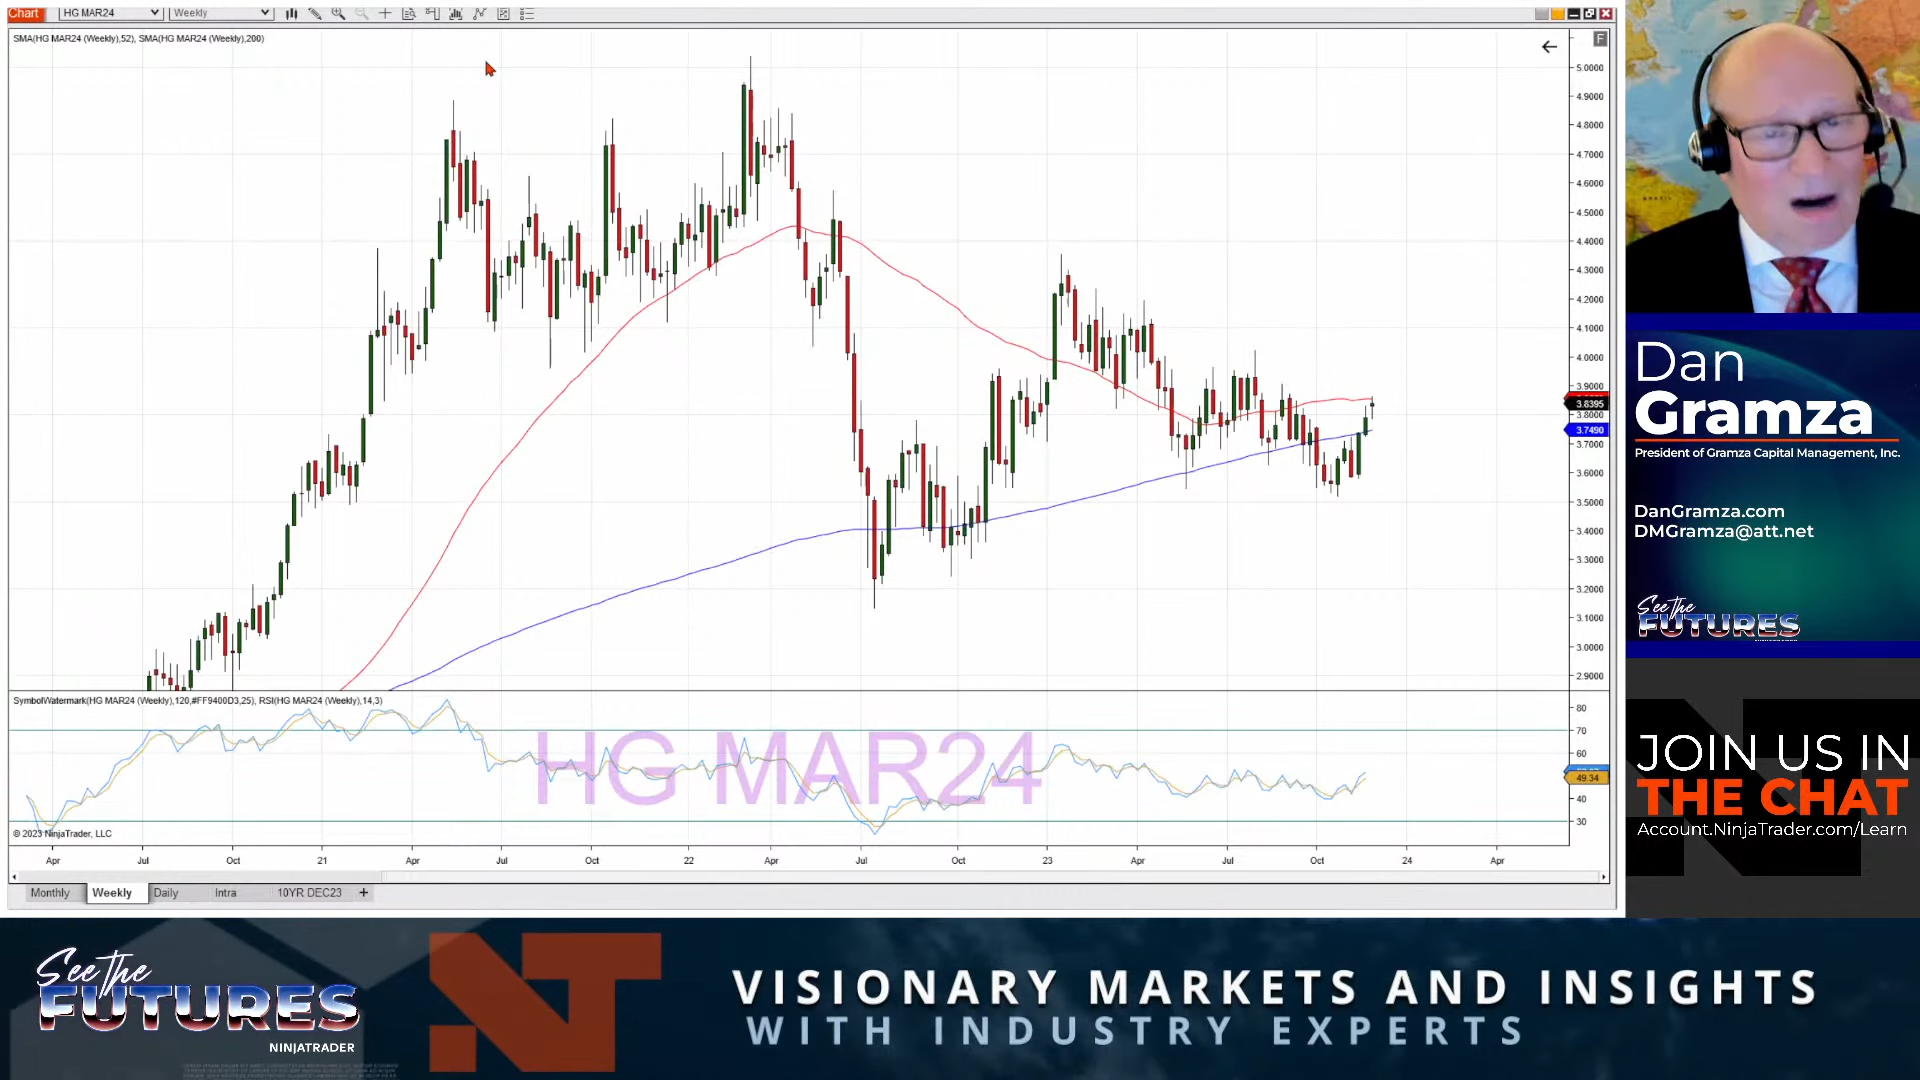 Chart
HG MAR24
Weekly
SMA(HG MAR24 (Weekly),52), SMA(HG MAR24 (Weekly),200)
F
5.0000
4.9000
4.8000
4.7000
4.6000
4.5000
4.4000
4.3000
4.2000
4.1000
4.0000
3.9000
3.8395
3.8000
3.7490
3.7000
3.6000
3.5000
3.4000
3.3000
3.2000
3.1000
3.0000
2.9000
SymbolWatermark(HG MAR24 (Weekly),120,#FF9400D3,25), RSI(HG MAR24 (Weekly),14,3)
HG MAR24
80
70
60
49.34
40
30
© 2023 NinjaTrader, LLC
Apr Jul Oct 21 Apr Jul Oct 22 Apr Jul Oct 23 Apr Jul Oct 24 Apr
Monthly Weekly Daily Intra 10YR DEC23 +
Dan
Gramza
President of Gramza Capital Management, Inc.
DanGramza.com
DMGramza@att.net
See the
FUTURES
JOIN US IN
THE CHAT
Account.NinjaTrader.com/Learn
See the
FUTURES
NINJATRADER
VISIONARY MARKETS AND INSIGHTS
WITH INDUSTRY EXPERTS